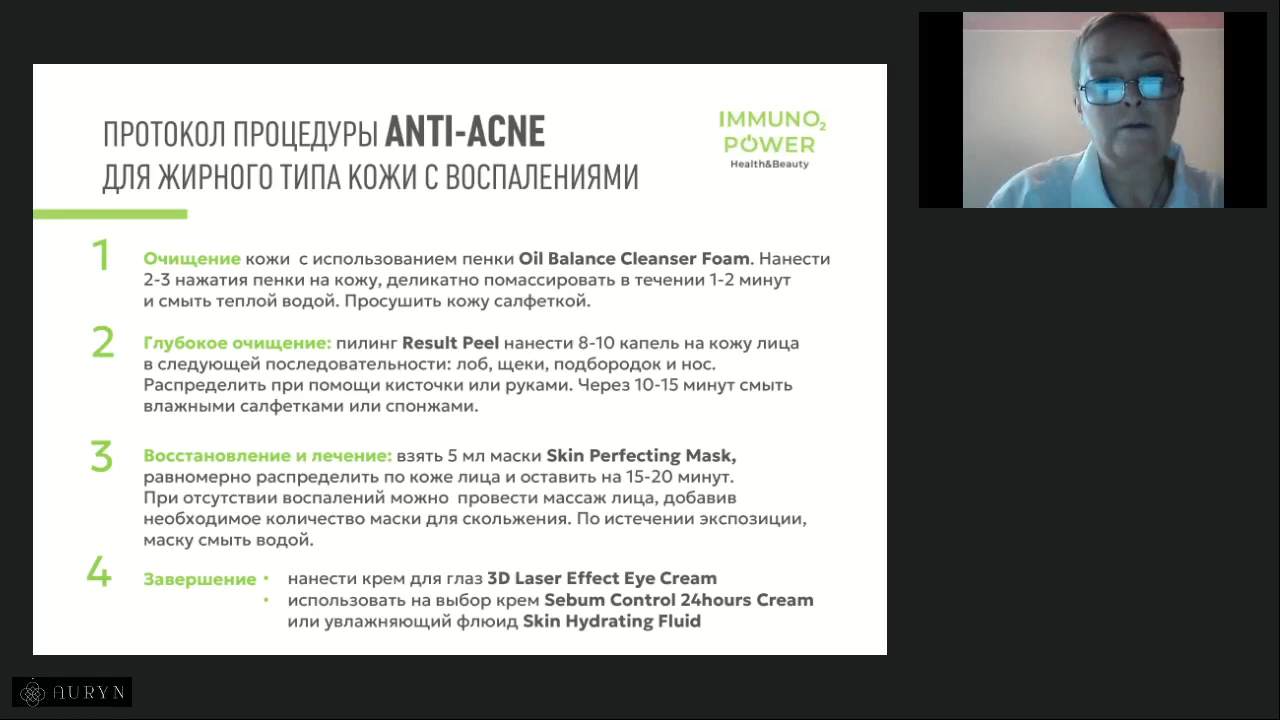 ПРОТОКОЛ ПРОЦЕДУРЫ ANTI-ACNE
ДЛЯ ЖИРНОГО ТИПА КОЖИ С ВОСПАЛЕНИЯМИ
IMMUNO2
POWER
Health&Beauty
1
Очищение кожи с использованием пенки Oil Balance Cleanser Foam. Нанести
2-3 нажатия пенки на кожу, деликатно помассировать в течении 1-2 минут
и смыть теплой водой. Просушить кожу салфеткой.
2
Глубокое очищение: пилинг Result Peel нанести 8-10 капель на кожу лица
в следующей последовательности: лоб, щеки, подбородок и нос.
Распределить при помощи кисточки или руками. Через 10-15 минут смыть
влажными салфетками или спонжами.
3
Восстановление и лечение: взять 5 мл маски Skin Perfecting Mask,
равномерно распределить по коже лица и оставить на 15-20 минут.
При отсутствии воспалений можно провести массаж лица, добавив
необходимое количество маски для скольжения. По истечении экспозиции,
маску смыть водой.
4
Завершение • нанести крем для глаз 3D Laser Effect Eye Cream
• использовать на выбор крем Sebum Control 24hours Cream
или увлажняющий флюид Skin Hydrating Fluid
AURYN